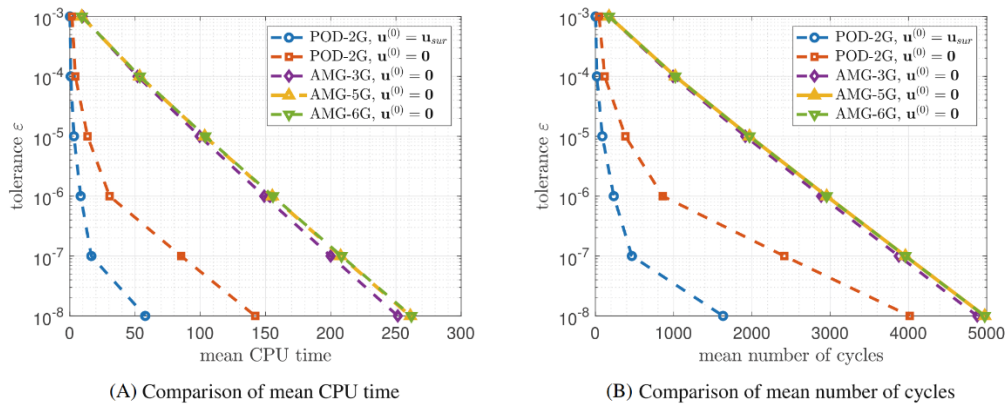 10⁻³
10⁻⁴
10⁻⁵
10⁻⁶
10⁻⁷
10⁻⁸
tolerance ε
0 50 100 150 200 250 300
mean CPU time
POD-2G, u⁽⁰⁾ = u_sur
POD-2G, u⁽⁰⁾ = 0
AMG-3G, u⁽⁰⁾ = 0
AMG-5G, u⁽⁰⁾ = 0
AMG-6G, u⁽⁰⁾ = 0
(A) Comparison of mean CPU time
10⁻³
10⁻⁴
10⁻⁵
10⁻⁶
10⁻⁷
10⁻⁸
tolerance ε
0 1000 2000 3000 4000 5000
mean number of cycles
POD-2G, u⁽⁰⁾ = u_sur
POD-2G, u⁽⁰⁾ = 0
AMG-3G, u⁽⁰⁾ = 0
AMG-5G, u⁽⁰⁾ = 0
AMG-6G, u⁽⁰⁾ = 0
(B) Comparison of mean number of cycles